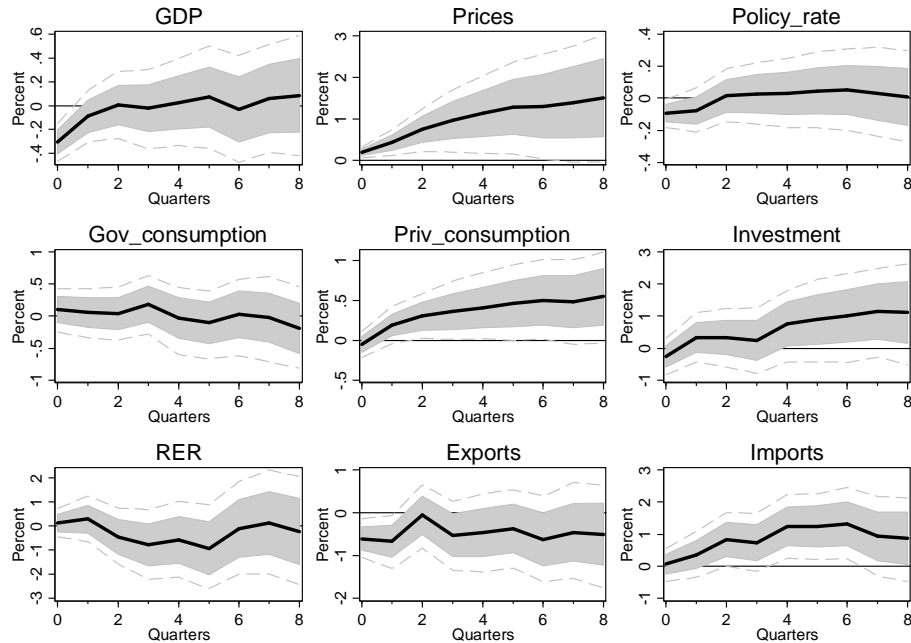 GDP
Percent
-.4 -.2 0 .2 .4 .6
0 2 4 6 8
Quarters
Prices
Percent
0 1 2 3
0 2 4 6 8
Quarters
Policy_rate
Percent
-.4 -.2 0 .2 .4
0 2 4 6 8
Quarters
Gov_consumption
Percent
-1 -.5 0 .5 1
0 2 4 6 8
Quarters
Priv_consumption
Percent
-.5 0 .5 1
0 2 4 6 8
Quarters
Investment
Percent
-1 0 1 2 3
0 2 4 6 8
Quarters
RER
Percent
-3 -2 -1 0 1 2
0 2 4 6 8
Quarters
Exports
Percent
-2 -1 0 1
0 2 4 6 8
Quarters
Imports
Percent
-1 0 1 2 3
0 2 4 6 8
Quarters